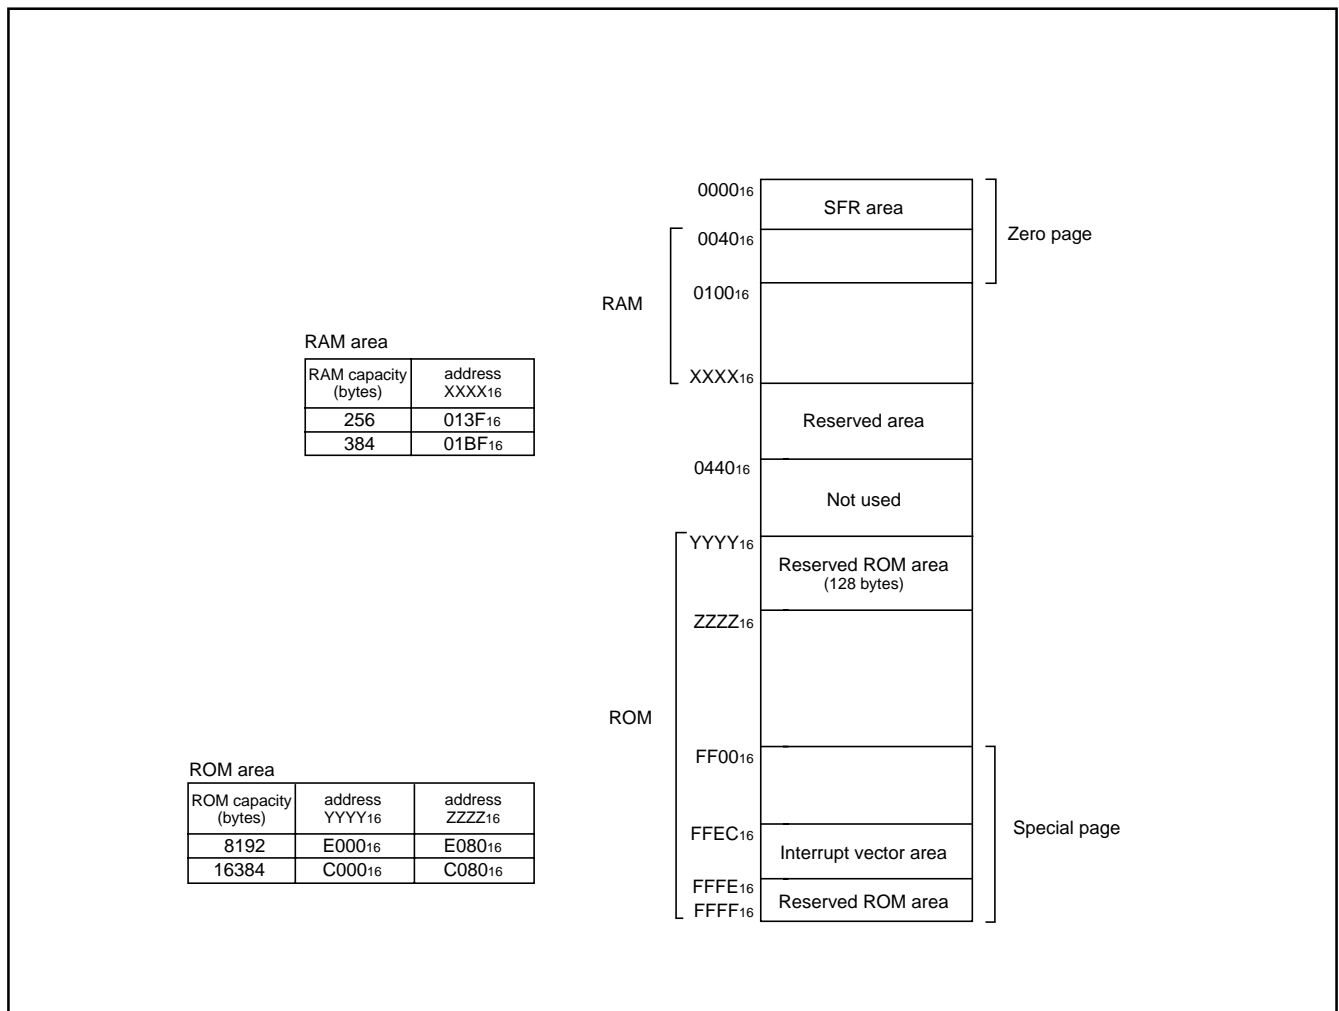 000016
SFR area
Zero page
004016
010016
RAM
XXXX16
RAM area
RAM capacity (bytes) address XXXX16
256 013F16
384 01BF16
Reserved area
044016
Not used
YYYY16
Reserved ROM area
(128 bytes)
ZZZZ16
ROM
FF0016
ROM area
ROM capacity (bytes) address YYYY16 address ZZZZ16
8192 E00016 E08016
16384 C00016 C08016
Special page
FFEC16
Interrupt vector area
FFFE16
Reserved ROM area
FFFF16